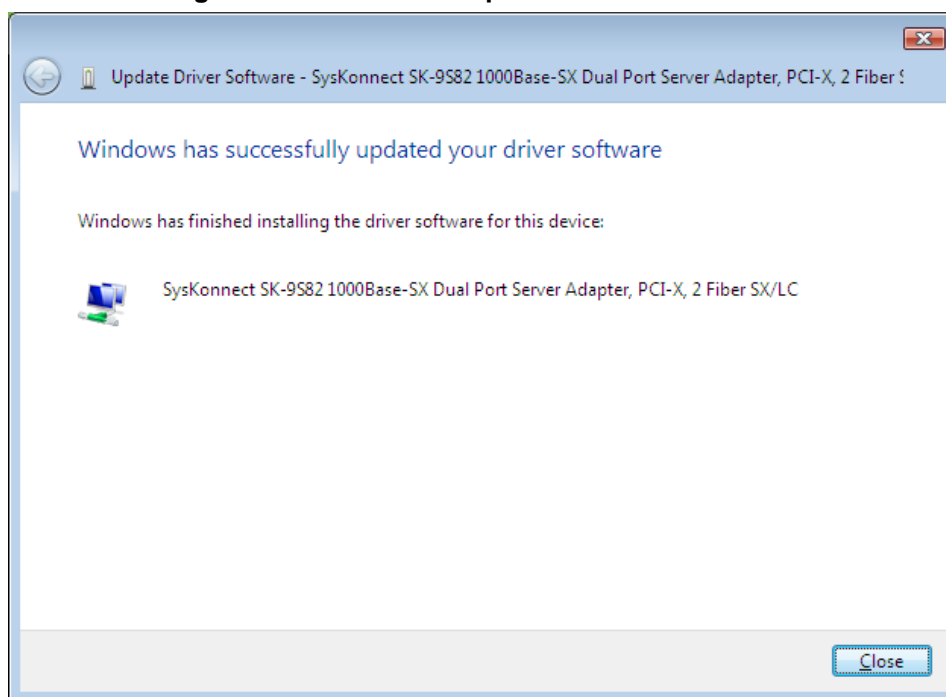 Update Driver Software - SysKonnect SK-9S82 1000Base-SX Dual Port Server Adapter, PCI-X, 2 Fiber
Windows has successfully updated your driver software
Windows has finished installing the driver software for this device:
SysKonnect SK-9S82 1000Base-SX Dual Port Server Adapter, PCI-X, 2 Fiber SX/LC
Close